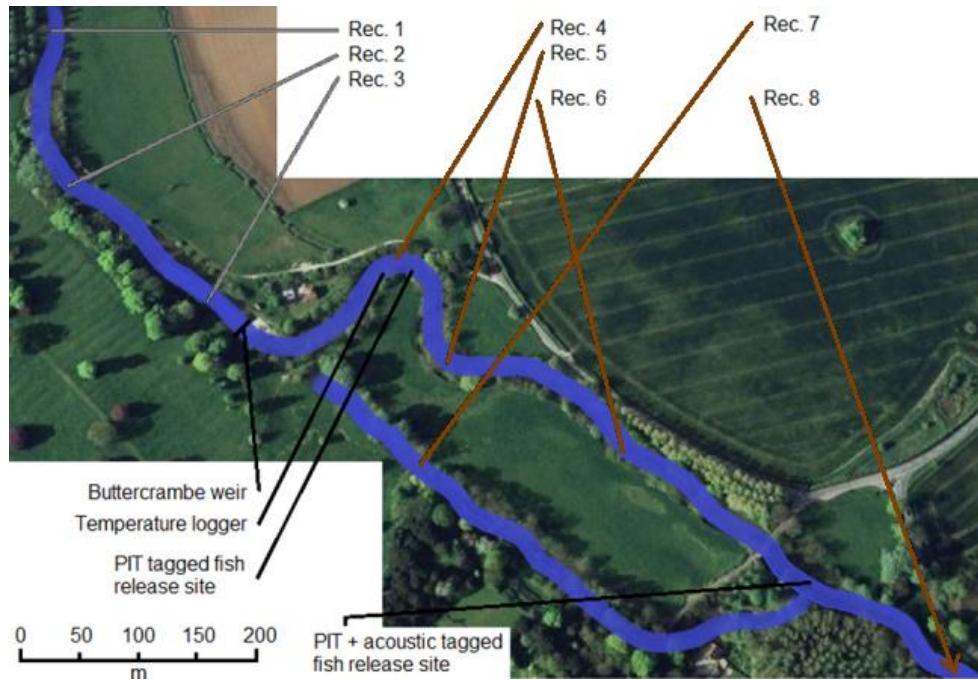 Rec. 1
Rec. 2
Rec. 3
Rec. 4
Rec. 5
Rec. 6
Rec. 7
Rec. 8
Buttercrambe weir
Temperature logger
PIT tagged fish
release site
PIT + acoustic tagged
fish release site
0 50 100 150 200
m